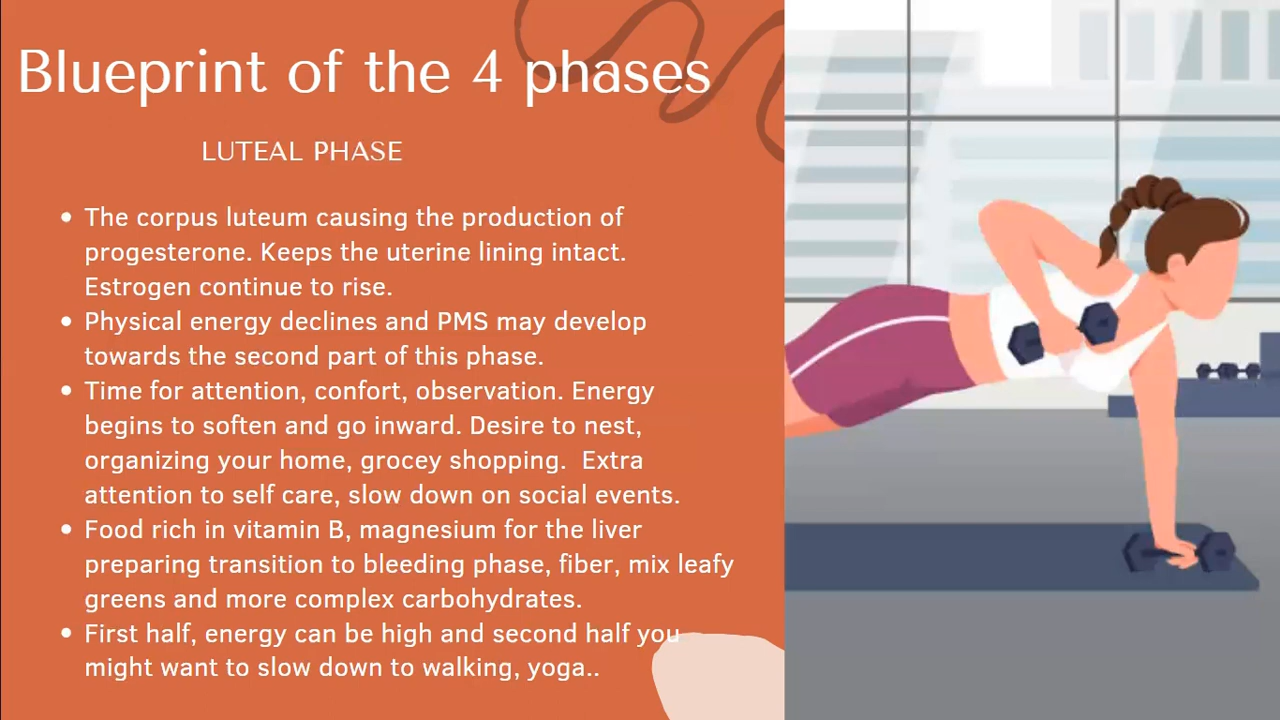 Blueprint of the 4 phases
LUTEAL PHASE
• The corpus luteum causing the production of
progesterone. Keeps the uterine lining intact.
Estrogen continue to rise.
• Physical energy declines and PMS may develop
towards the second part of this phase.
• Time for attention, confort, observation. Energy
begins to soften and go inward. Desire to nest,
organizing your home, grocey shopping.  Extra
attention to self care, slow down on social events.
• Food rich in vitamin B, magnesium for the liver
preparing transition to bleeding phase, fiber, mix leafy
greens and more complex carbohydrates.
• First half, energy can be high and second half you
might want to slow down to walking, yoga..